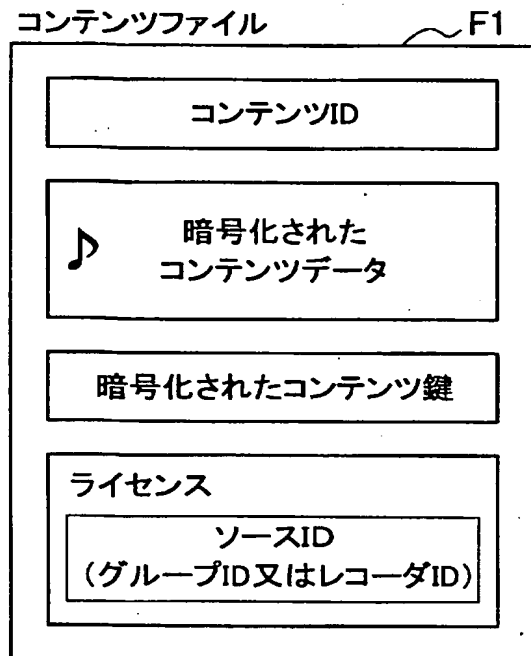 コンテンツファイル F1
コンテンツID
♪ 暗号化された
コンテンツデータ
暗号化されたコンテンツ鍵
ライセンス
ソースID
(グループID又はレコーダID)